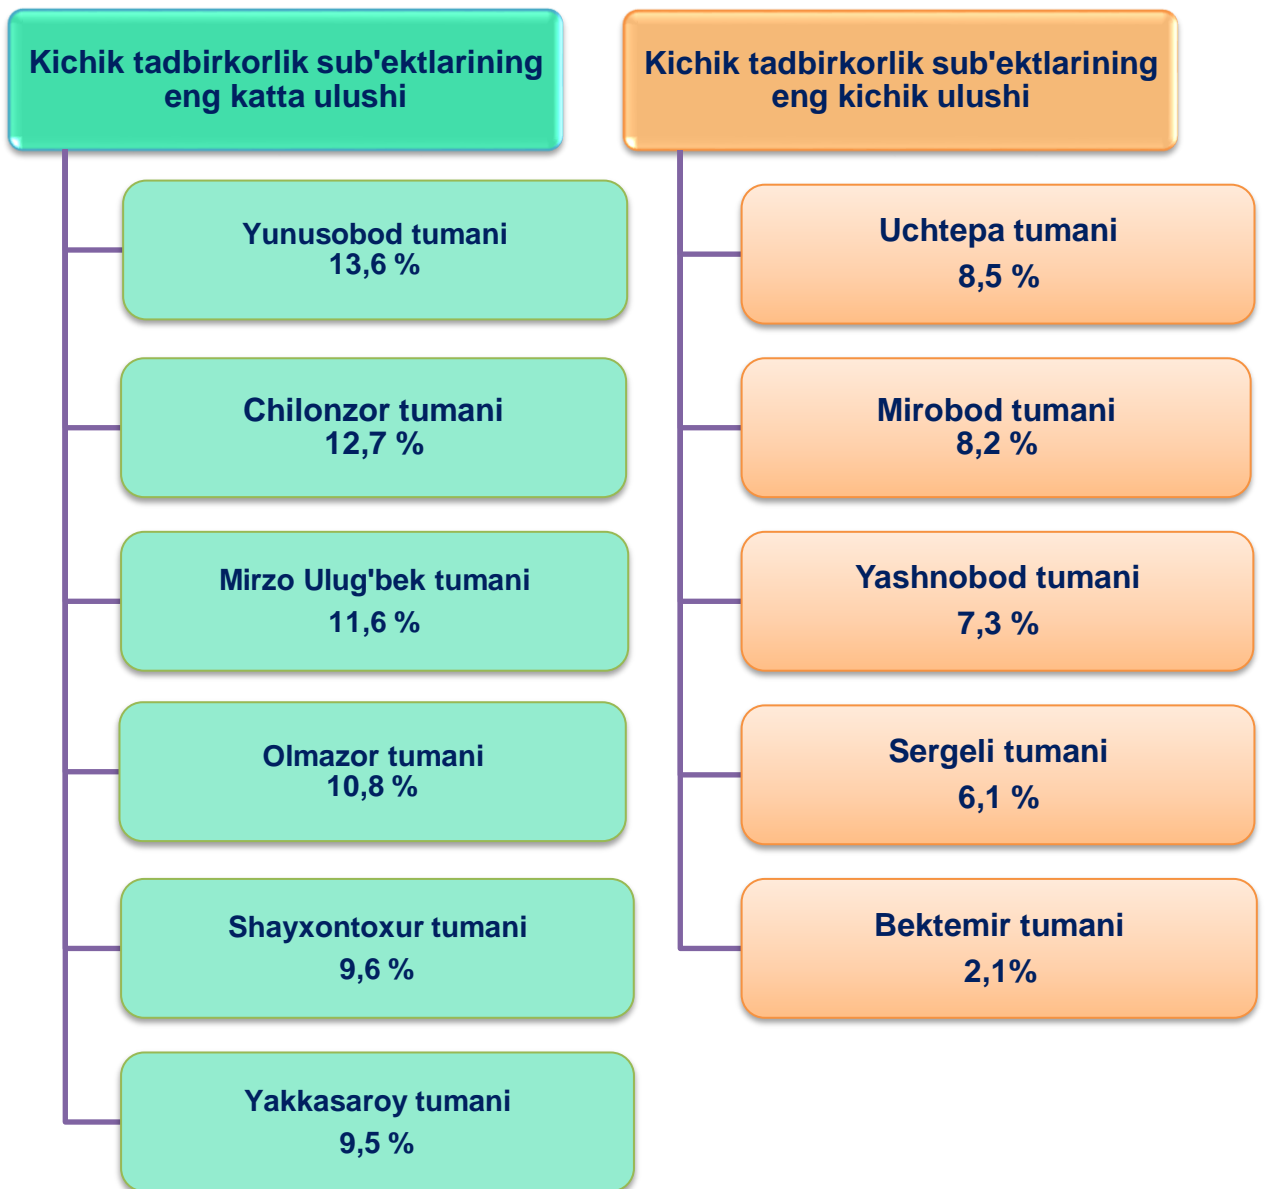 Kichik tadbirkorlik sub'ektlarining
eng katta ulushi
Yunusobod tumani
13,6 %
Chilonzor tumani
12,7 %
Mirzo Ulug'bek tumani
11,6 %
Olmazor tumani
10,8 %
Shayxontoxur tumani
9,6 %
Yakkasaroy tumani
9,5 %
Kichik tadbirkorlik sub'ektlarining
eng kichik ulushi
Uchtepa tumani
8,5 %
Mirobod tumani
8,2 %
Yashnobod tumani
7,3 %
Sergeli tumani
6,1 %
Bektemir tumani
2,1%